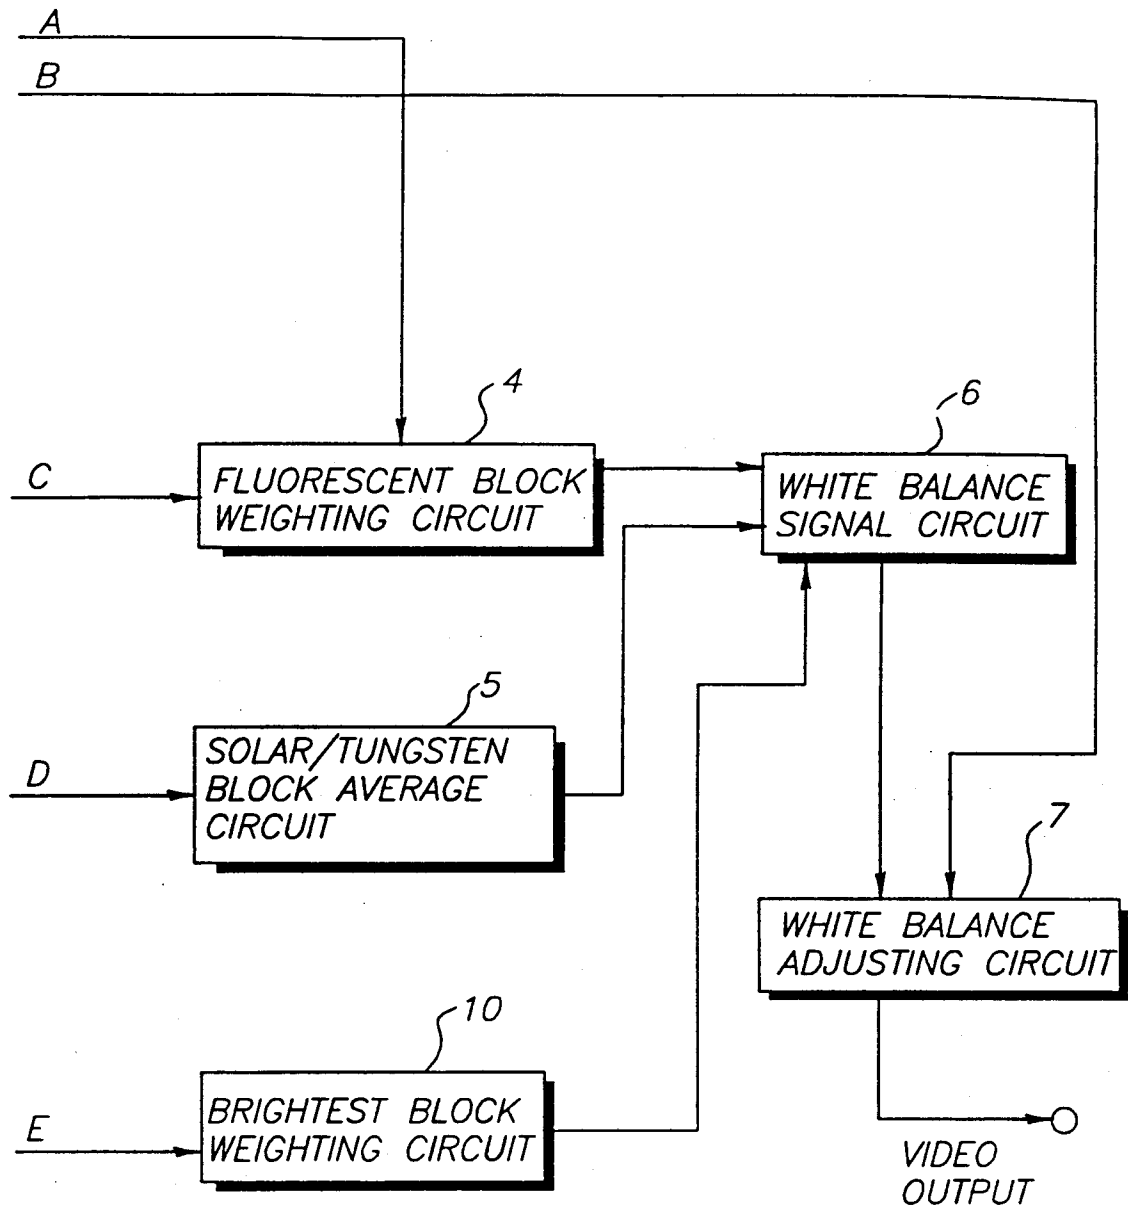 A
B
4
6
C
FLUORESCENT BLOCK
WEIGHTING CIRCUIT
WHITE BALANCE
SIGNAL CIRCUIT
5
D
SOLAR/TUNGSTEN
BLOCK AVERAGE
CIRCUIT
7
WHITE BALANCE
ADJUSTING CIRCUIT
10
E
BRIGHTEST BLOCK
WEIGHTING CIRCUIT
VIDEO
OUTPUT